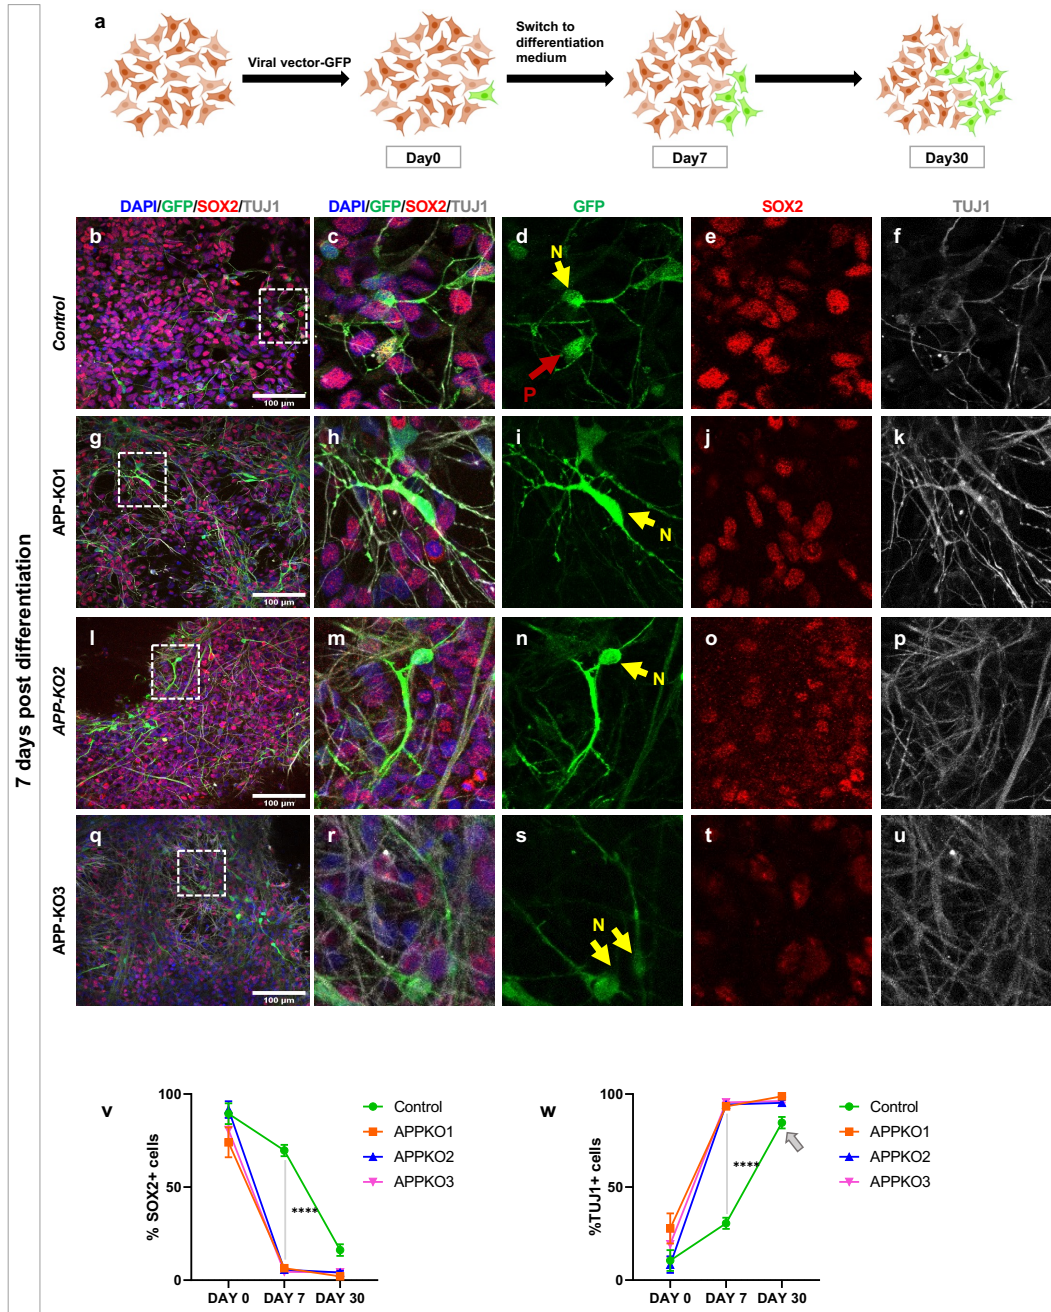 7 days post differentiation
a
Viral vector-GFP
Switch to
differentiation
medium
Day0
Day7
Day30
DAPI/GFP/SOX2/TUJ1
DAPI/GFP/SOX2/TUJ1
GFP
SOX2
TUJ1
Control
b
100 µm
c
d
N
P
e
f
APP-KO1
g
100 µm
h
i
N
j
k
APP-KO2
l
100 µm
m
n
N
o
p
APP-KO3
q
100 µm
r
s
N
t
u
v
% SOX2+ cells
100
50
0
DAY 0 DAY 7 DAY 30
****
Control
APPKO1
APPKO2
APPKO3
w
%TUJ1+ cells
100
50
0
DAY 0 DAY 7 DAY 30
****
Control
APPKO1
APPKO2
APPKO3